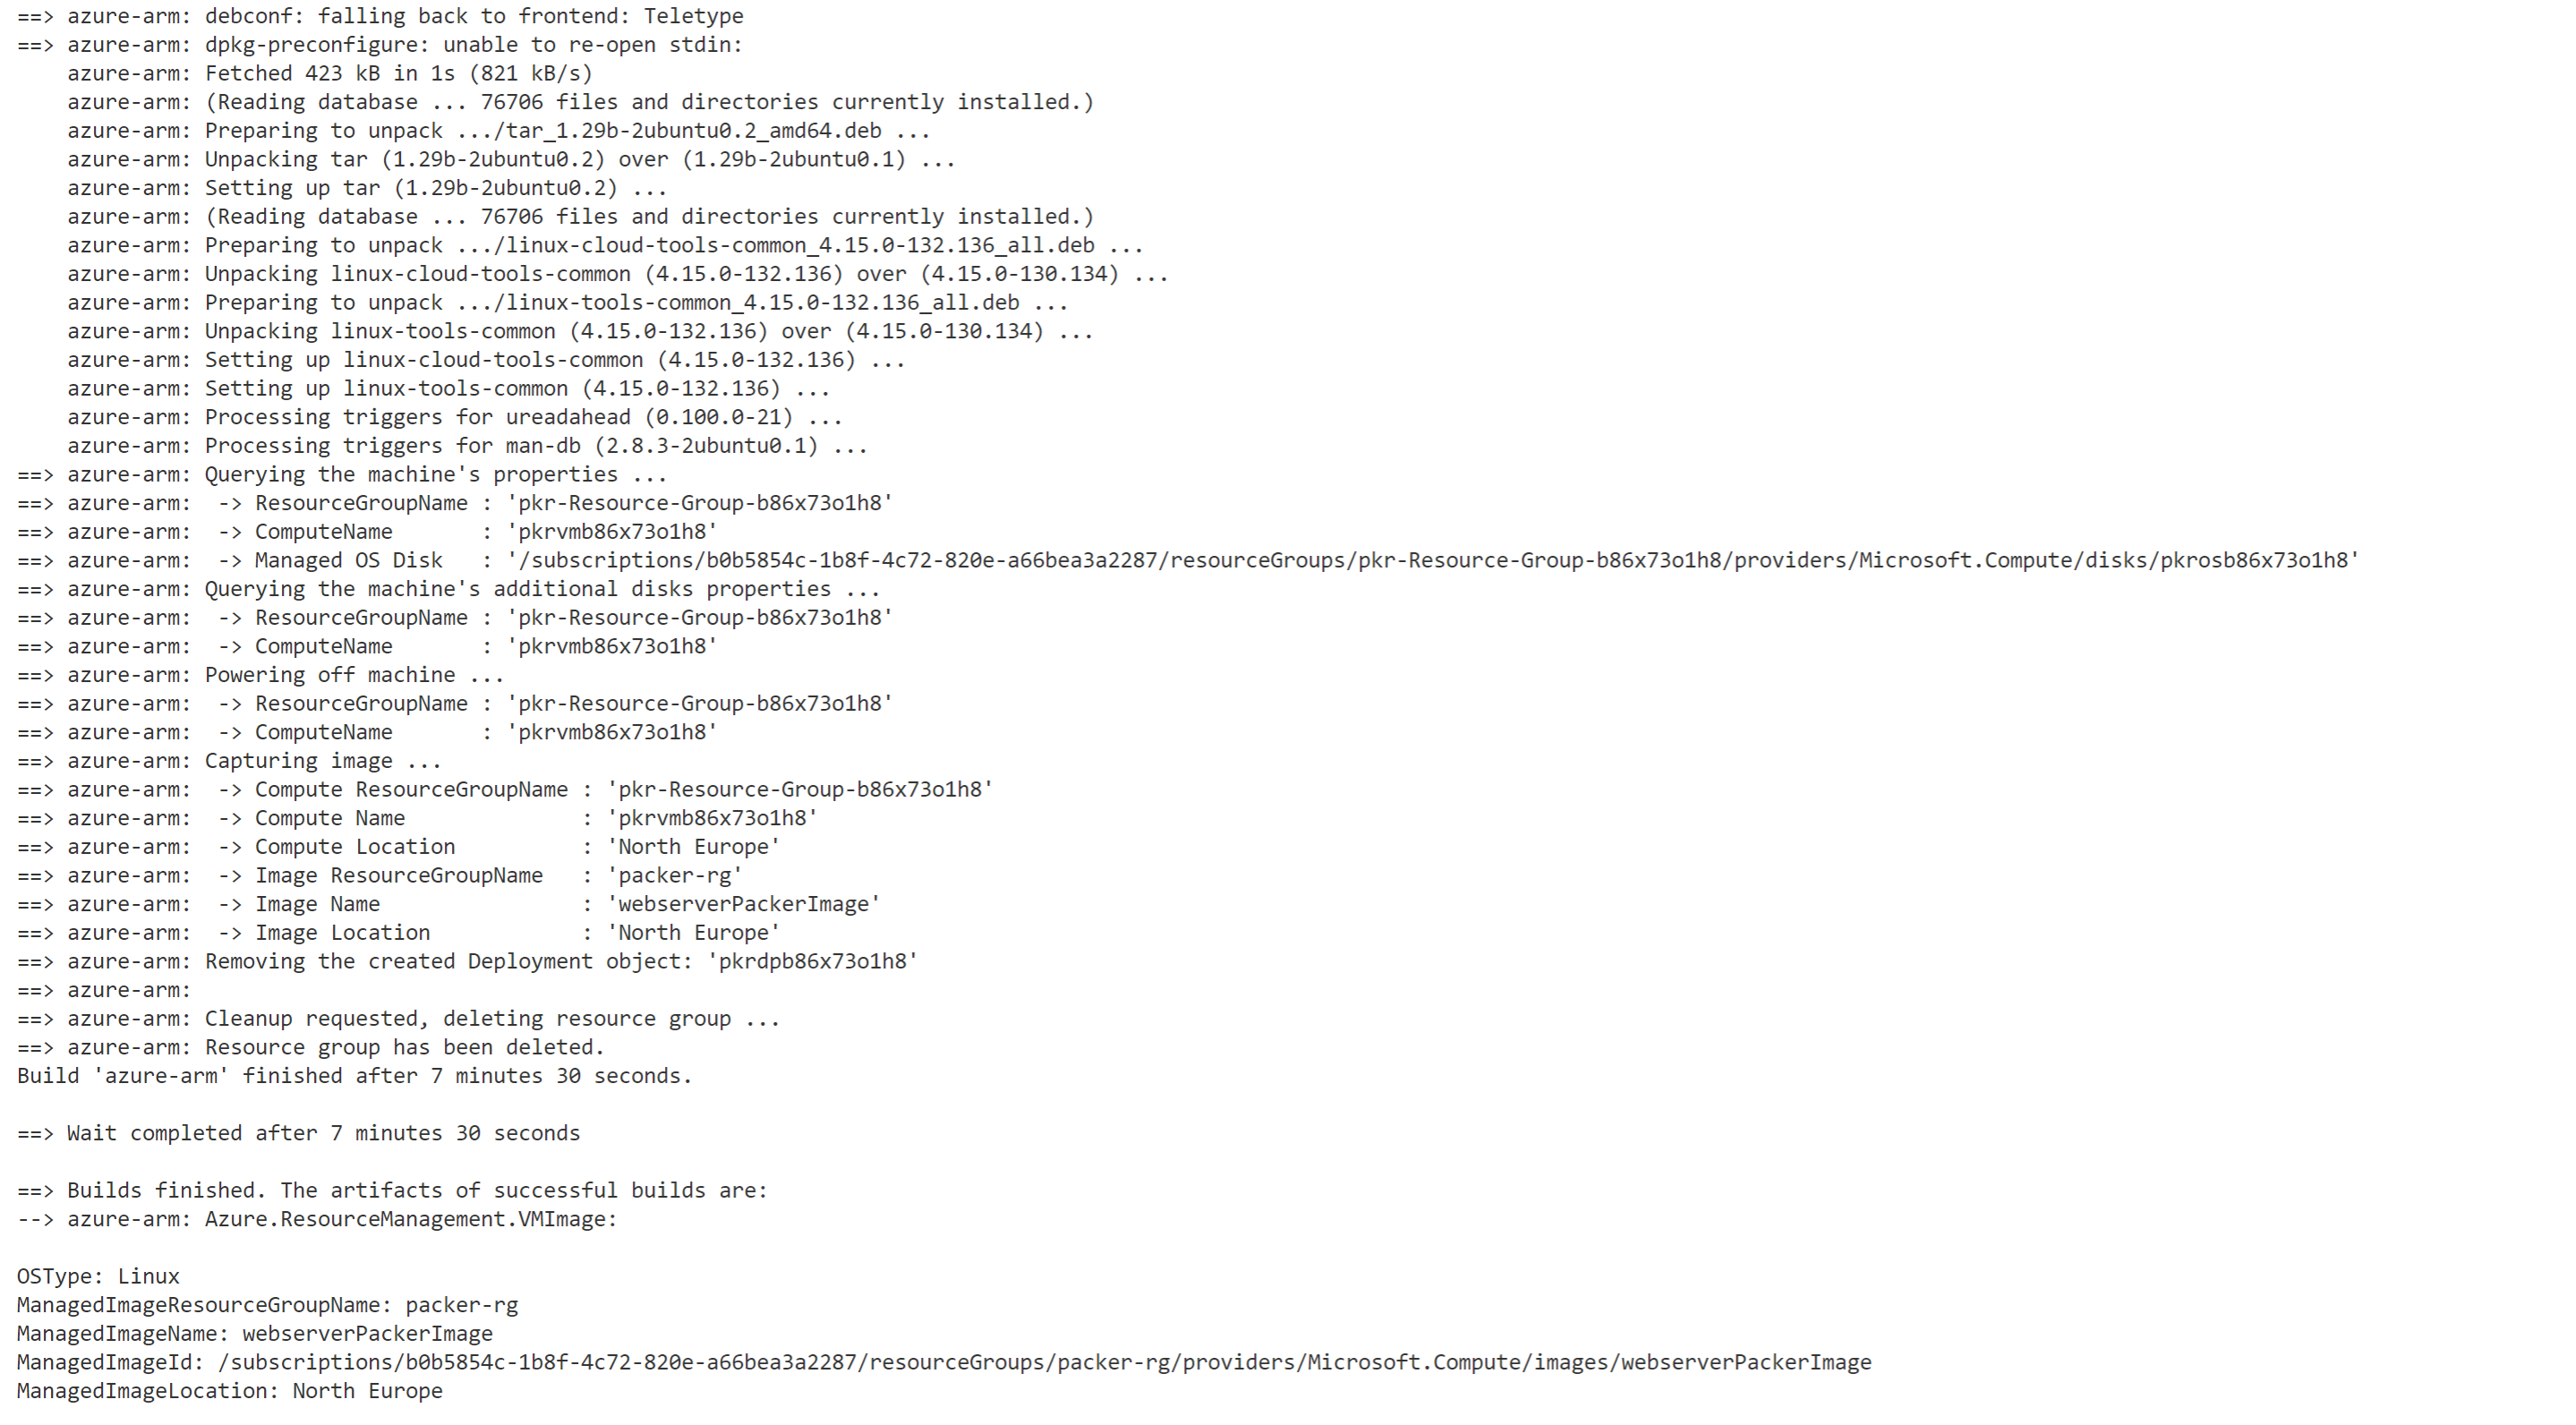 ==> azure-arm: debconf: falling back to frontend: Teletype
==> azure-arm: dpkg-preconfigure: unable to re-open stdin:
    azure-arm: Fetched 423 kB in 1s (821 kB/s)
    azure-arm: (Reading database ... 76706 files and directories currently installed.)
    azure-arm: Preparing to unpack .../tar_1.29b-2ubuntu0.2_amd64.deb ...
    azure-arm: Unpacking tar (1.29b-2ubuntu0.2) over (1.29b-2ubuntu0.1) ...
    azure-arm: Setting up tar (1.29b-2ubuntu0.2) ...
    azure-arm: (Reading database ... 76706 files and directories currently installed.)
    azure-arm: Preparing to unpack .../linux-cloud-tools-common_4.15.0-132.136_all.deb ...
    azure-arm: Unpacking linux-cloud-tools-common (4.15.0-132.136) over (4.15.0-130.134) ...
    azure-arm: Preparing to unpack .../linux-tools-common_4.15.0-132.136_all.deb ...
    azure-arm: Unpacking linux-tools-common (4.15.0-132.136) over (4.15.0-130.134) ...
    azure-arm: Setting up linux-cloud-tools-common (4.15.0-132.136) ...
    azure-arm: Setting up linux-tools-common (4.15.0-132.136) ...
    azure-arm: Processing triggers for ureadahead (0.100.0-21) ...
    azure-arm: Processing triggers for man-db (2.8.3-2ubuntu0.1) ...
==> azure-arm: Querying the machine's properties ...
==> azure-arm:  -> ResourceGroupName : 'pkr-Resource-Group-b86x73o1h8'
==> azure-arm:  -> ComputeName       : 'pkrvmb86x73o1h8'
==> azure-arm:  -> Managed OS Disk   : '/subscriptions/b0b5854c-1b8f-4c72-820e-a66bea3a2287/resourceGroups/pkr-Resource-Group-b86x73o1h8/providers/Microsoft.Compute/disks/pkrosb86x73o1h8'
==> azure-arm: Querying the machine's additional disks properties ...
==> azure-arm:  -> ResourceGroupName : 'pkr-Resource-Group-b86x73o1h8'
==> azure-arm:  -> ComputeName       : 'pkrvmb86x73o1h8'
==> azure-arm: Powering off machine ...
==> azure-arm:  -> ResourceGroupName : 'pkr-Resource-Group-b86x73o1h8'
==> azure-arm:  -> ComputeName       : 'pkrvmb86x73o1h8'
==> azure-arm: Capturing image ...
==> azure-arm:  -> Compute ResourceGroupName : 'pkr-Resource-Group-b86x73o1h8'
==> azure-arm:  -> Compute Name              : 'pkrvmb86x73o1h8'
==> azure-arm:  -> Compute Location          : 'North Europe'
==> azure-arm:  -> Image ResourceGroupName   : 'packer-rg'
==> azure-arm:  -> Image Name                : 'webserverPackerImage'
==> azure-arm:  -> Image Location            : 'North Europe'
==> azure-arm: Removing the created Deployment object: 'pkrdpb86x73o1h8'
==> azure-arm:
==> azure-arm: Cleanup requested, deleting resource group ...
==> azure-arm: Resource group has been deleted.
Build 'azure-arm' finished after 7 minutes 30 seconds.

==> Wait completed after 7 minutes 30 seconds

==> Builds finished. The artifacts of successful builds are:
--> azure-arm: Azure.ResourceManagement.VMImage:

OSType: Linux
ManagedImageResourceGroupName: packer-rg
ManagedImageName: webserverPackerImage
ManagedImageId: /subscriptions/b0b5854c-1b8f-4c72-820e-a66bea3a2287/resourceGroups/packer-rg/providers/Microsoft.Compute/images/webserverPackerImage
ManagedImageLocation: North Europe